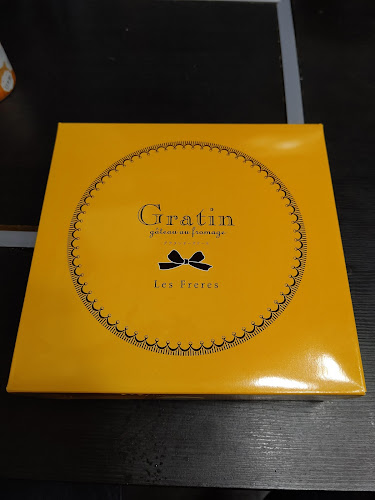 Gratin
gâteau au fromage
Les Freres